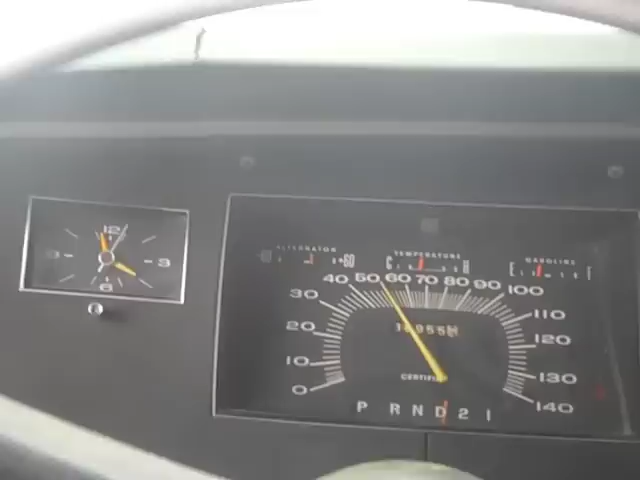 12
3
6
ALTERNATOR
60
TEMPERATURE
C H
GASOLINE
E F
0 10 20 30 40 50 60 70 80 90 100 110 120 130 140
P R N D 2 1